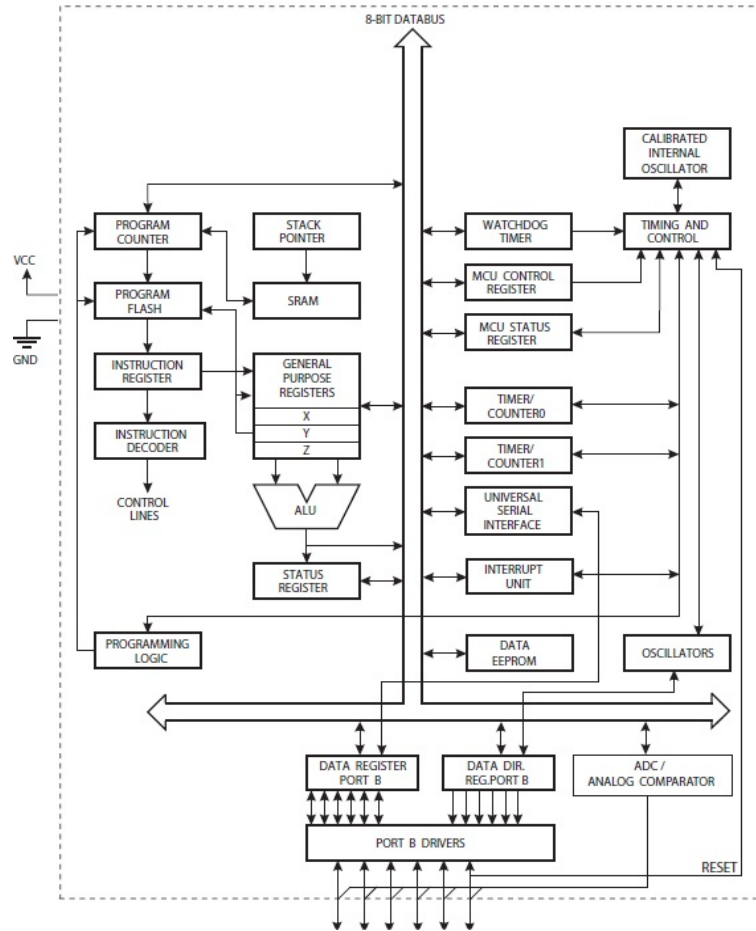 8-BIT DATABUS
CALIBRATED
INTERNAL
OSCILLATOR
PROGRAM
COUNTER
STACK
POINTER
WATCHDOG
TIMER
TIMING AND
CONTROL
VCC
PROGRAM
FLASH
SRAM
MCU CONTROL
REGISTER
MCU STATUS
REGISTER
GND
INSTRUCTION
REGISTER
GENERAL
PURPOSE
REGISTERS
X
Y
Z
TIMER/
COUNTER0
INSTRUCTION
DECODER
TIMER/
COUNTER1
CONTROL
LINES
ALU
UNIVERSAL
SERIAL
INTERFACE
STATUS
REGISTER
INTERRUPT
UNIT
PROGRAMMING
LOGIC
DATA
EEPROM
OSCILLATORS
DATA REGISTER
PORT B
DATA DIR.
REG.PORT B
ADC /
ANALOG COMPARATOR
PORT B DRIVERS
RESET